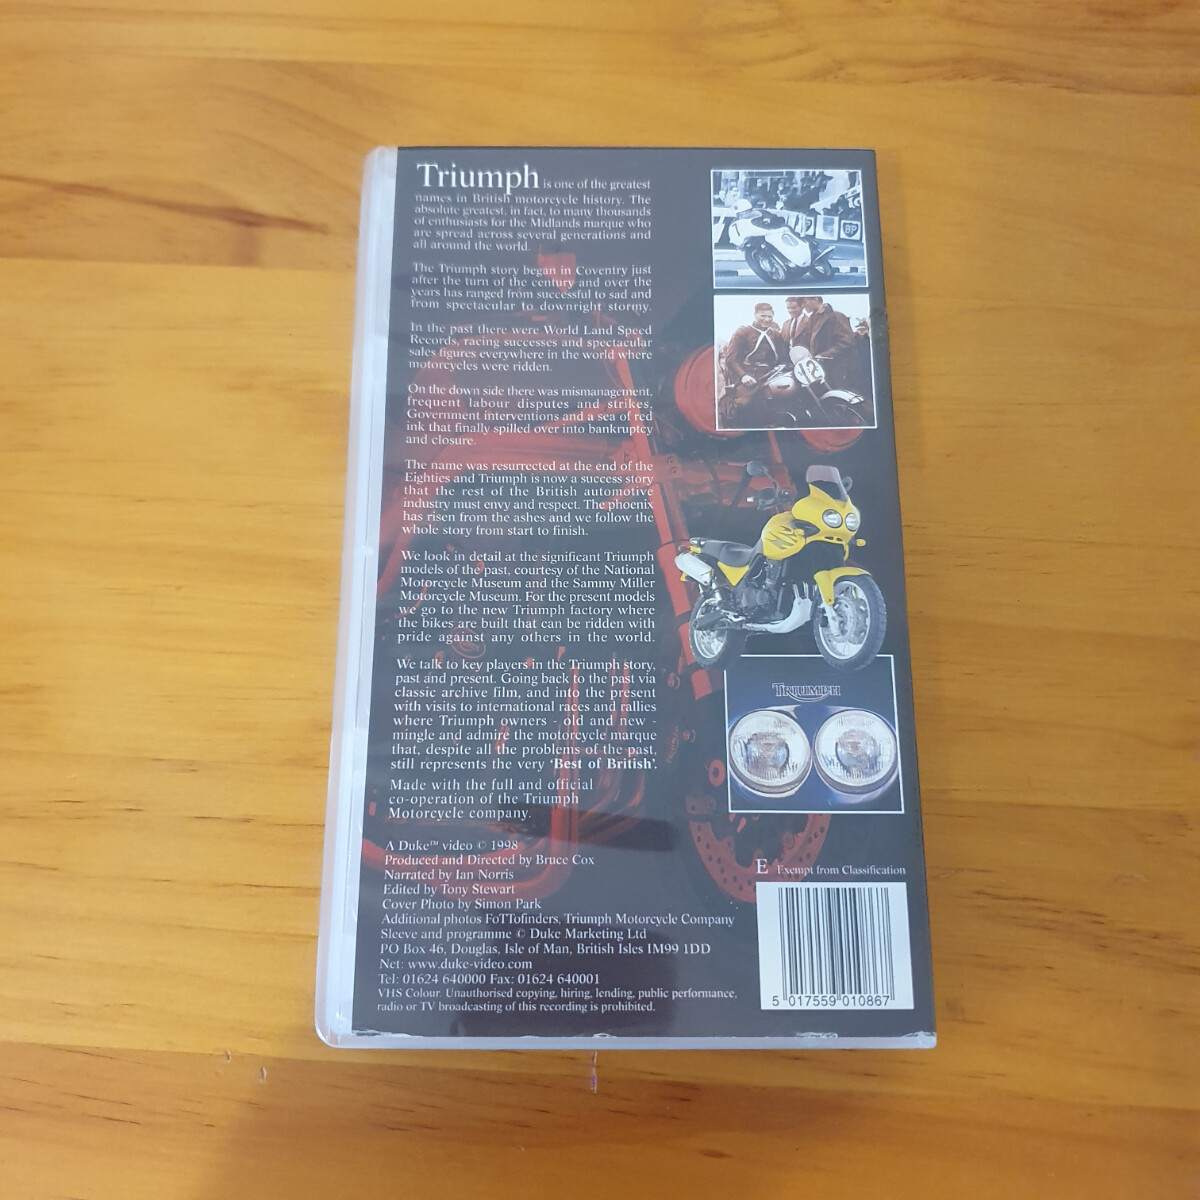 Triumph is one of the greatest
names in British motorcycle history. The
absolute greatest, in fact, to many thousands
of enthusiasts for the Midlands marque who
are spread across several generations and
all around the world.
The Triumph story began in Coventry just
after the turn of the century and over the
years has ranged from successful to sad and
from spectacular to downright stormy.
In the past there were World Land Speed
Records, racing successes and spectacular
sales figures everywhere in the world where
motorcycles were ridden.
On the down side there was mismanagement,
frequent labour disputes and strikes,
Government interventions and a sea of red
ink that finally spilled over into bankruptcy
and closure.
The name was resurrected at the end of the
Eighties and Triumph is now a success story
that the rest of the British automotive
industry must envy and respect. The phoenix
has risen from the ashes and we follow the
whole story from start to finish.
We look in detail at the significant Triumph
models of the past, courtesy of the National
Motorcycle Museum and the Sammy Miller
Motorcycle Museum. For the present models
we go to the new Triumph factory where
the bikes are built that can be ridden with
pride against any others in the world.
We talk to key players in the Triumph story,
past and present. Going back to the past via
classic archive film, and into the present
with visits to international races and rallies
where Triumph owners - old and new -
mingle and admire the motorcycle marque
that, despite all the problems of the past,
still represents the very 'Best of British'.
Made with the full and official
co-operation of the Triumph
Motorcycle company.
A Duke™ video © 1998
Produced and Directed by Bruce Cox
Narrated by Ian Norris
Edited by Tony Stewart
Cover Photo by Simon Park
Additional photos FoTTofinders, Triumph Motorcycle Company
Sleeve and programme © Duke Marketing Ltd
PO Box 46, Douglas, Isle of Man, British Isles IM99 1DD
Net: www.duke-video.com
Tel: 01624 640000 Fax: 01624 640001
VHS Colour. Unauthorised copying, hiring, lending, public performance,
radio or TV broadcasting of this recording is prohibited.
BP
12
TRIUMPH
E Exempt from Classification
5 017559 010867